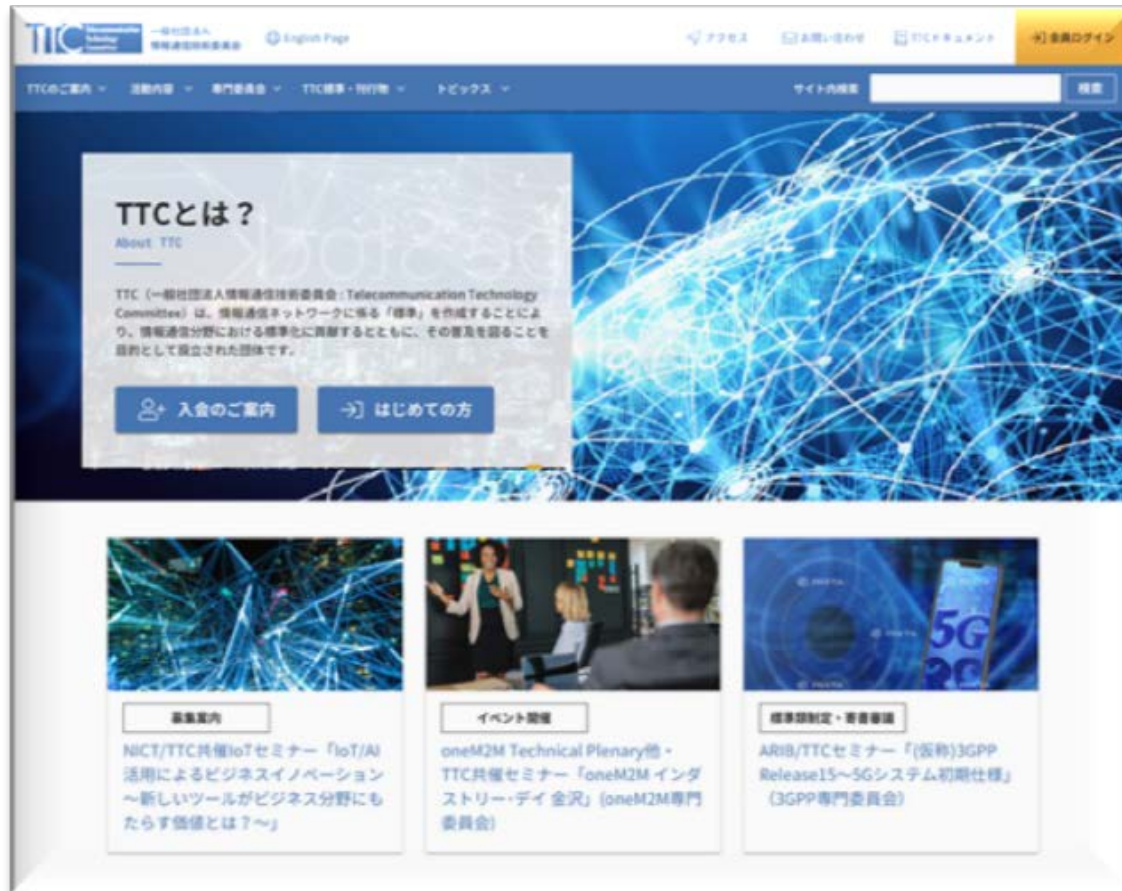 TTC Telecommunication
Technology
Committee
一般社団法人
情報通信技術委員会
English Page
アクセス
お問い合わせ
TTCドキュメント
会員ログイン
TTCのご案内
活動内容
専門委員会
TTC標準・刊行物
トピックス
サイト内検索
検索
TTCとは？
About TTC
TTC（一般社団法人情報通信技術委員会 : Telecommunication Technology
Committee）は、情報通信ネットワークに係る「標準」を作成することによ
り、情報通信分野における標準化に貢献するとともに、その普及を図ることを
目的として設立された団体です。
入会のご案内
はじめての方
5G
募集案内
NICT/TTC共催IoTセミナー「IoT/AI
活用によるビジネスイノベーション
～新しいツールがビジネス分野にも
たらす価値とは？～」
イベント開催
oneM2M Technical Plenary他・
TTC共催セミナー「oneM2M インダ
ストリー・デイ 金沢」(oneM2M専門
委員会)
標準類制定・寄書審議
ARIB/TTCセミナー「(仮称)3GPP
Release15～5Gシステム初期仕様」
（3GPP専門委員会）